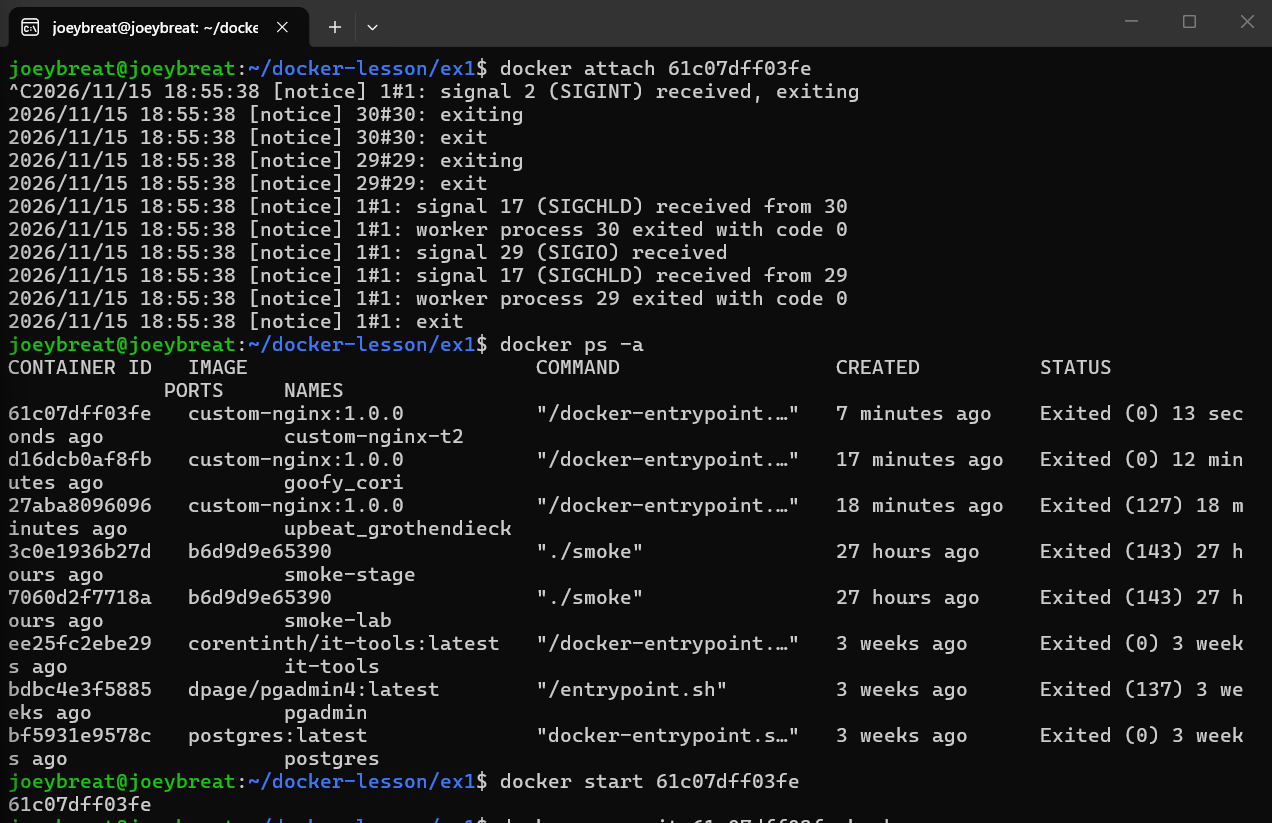 joeybreat@joeybreat: ~/docke
joeybreat@joeybreat:~/docker-lesson/ex1$ docker attach 61c07dff03fe
^C2026/11/15 18:55:38 [notice] 1#1: signal 2 (SIGINT) received, exiting
2026/11/15 18:55:38 [notice] 30#30: exiting
2026/11/15 18:55:38 [notice] 30#30: exit
2026/11/15 18:55:38 [notice] 29#29: exiting
2026/11/15 18:55:38 [notice] 29#29: exit
2026/11/15 18:55:38 [notice] 1#1: signal 17 (SIGCHLD) received from 30
2026/11/15 18:55:38 [notice] 1#1: worker process 30 exited with code 0
2026/11/15 18:55:38 [notice] 1#1: signal 29 (SIGIO) received
2026/11/15 18:55:38 [notice] 1#1: signal 17 (SIGCHLD) received from 29
2026/11/15 18:55:38 [notice] 1#1: worker process 29 exited with code 0
2026/11/15 18:55:38 [notice] 1#1: exit
joeybreat@joeybreat:~/docker-lesson/ex1$ docker ps -a
CONTAINER ID   IMAGE                        COMMAND                  CREATED          STATUS
             PORTS     NAMES
61c07dff03fe   custom-nginx:1.0.0           "/docker-entrypoint.…"   7 minutes ago    Exited (0) 13 sec
onds ago               custom-nginx-t2
d16dcb0af8fb   custom-nginx:1.0.0           "/docker-entrypoint.…"   17 minutes ago   Exited (0) 12 min
utes ago               goofy_cori
27aba8096096   custom-nginx:1.0.0           "/docker-entrypoint.…"   18 minutes ago   Exited (127) 18 m
inutes ago             upbeat_grothendieck
3c0e1936b27d   b6d9d9e65390                 "./smoke"                27 hours ago     Exited (143) 27 h
ours ago               smoke-stage
7060d2f7718a   b6d9d9e65390                 "./smoke"                27 hours ago     Exited (143) 27 h
ours ago               smoke-lab
ee25fc2ebe29   corentinth/it-tools:latest   "/docker-entrypoint.…"   3 weeks ago      Exited (0) 3 week
s ago                  it-tools
bdbc4e3f5885   dpage/pgadmin4:latest        "/entrypoint.sh"         3 weeks ago      Exited (137) 3 we
eks ago                pgadmin
bf5931e9578c   postgres:latest              "docker-entrypoint.s…"   3 weeks ago      Exited (0) 3 week
s ago                  postgres
joeybreat@joeybreat:~/docker-lesson/ex1$ docker start 61c07dff03fe
61c07dff03fe